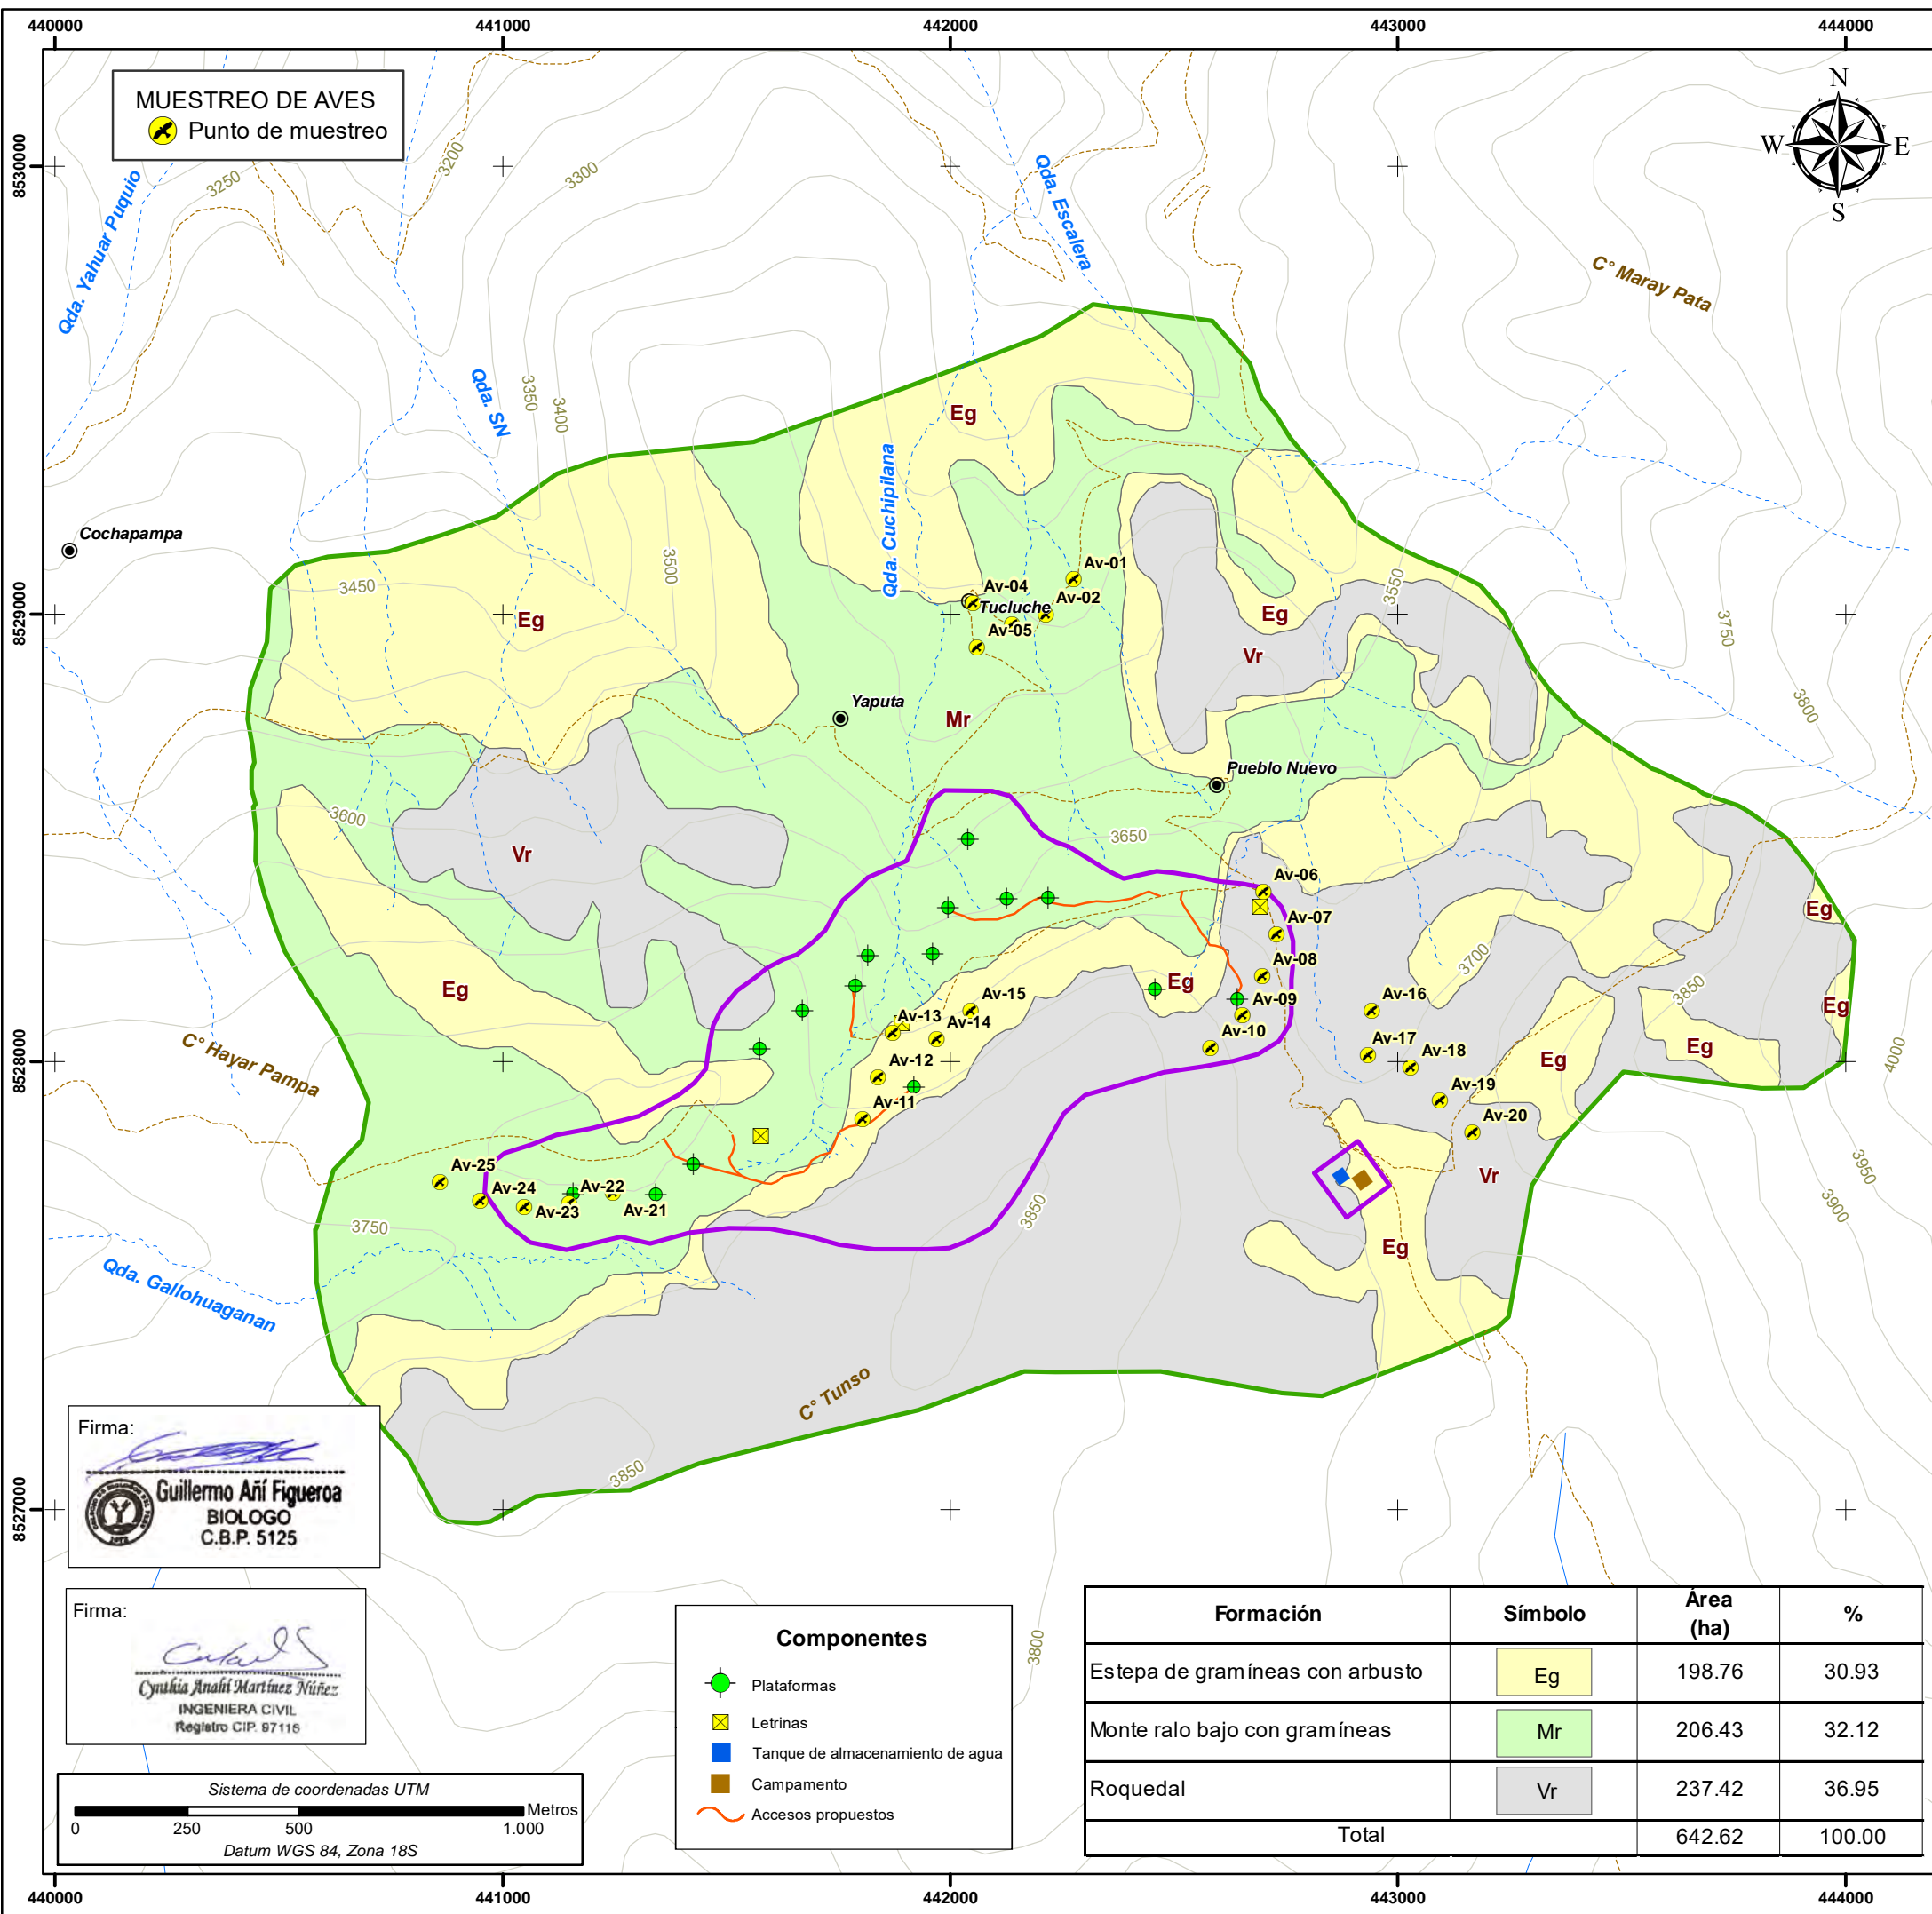 440000
441000
442000
443000
444000
MUESTREO DE AVES
Punto de muestreo
N
W
E
S
8530000
8529000
8528000
8527000
3250
3200
3300
Qda. Yahuar Puquio
Qda. Escalera
C° Maray Pata
Qda. SN
3350
3400
Eg
Qda. Cuchipilana
Cochapampa
3450
3500
3550
Av-01
Av-04
Av-02
Tucluche
Av-05
Eg
Eg
Vr
3750
3800
Yaputa
Mr
Pueblo Nuevo
3600
3650
Vr
Av-06
Av-07
Eg
Av-08
3700
Eg
Eg
Av-09
Av-15
Av-16
3850
Eg
Av-13
Av-14
Av-10
Av-17
Av-18
Eg
Eg
4000
C° Hayar Pampa
Av-12
Av-19
Av-11
Av-20
Av-25
Av-24
Av-22
Av-23
Av-21
Vr
3950
3900
3750
3850
Eg
Qda. Gallohuaganan
C° Tunso
3850
3800
Firma:
Guillermo Añí Figueroa
BIOLOGO
C.B.P. 5125
Firma:
Cynthia Analí Martínez Núñez
INGENIERA CIVIL
Registro CIP. 97116
Sistema de coordenadas UTM
Metros
0 250 500 1.000
Datum WGS 84, Zona 18S
Componentes
Plataformas
Letrinas
Tanque de almacenamiento de agua
Campamento
Accesos propuestos
Formación Símbolo Área (ha) %
Estepa de gramíneas con arbusto Eg 198.76 30.93
Monte ralo bajo con gramíneas Mr 206.43 32.12
Roquedal Vr 237.42 36.95
Total 642.62 100.00
440000
441000
442000
443000
444000